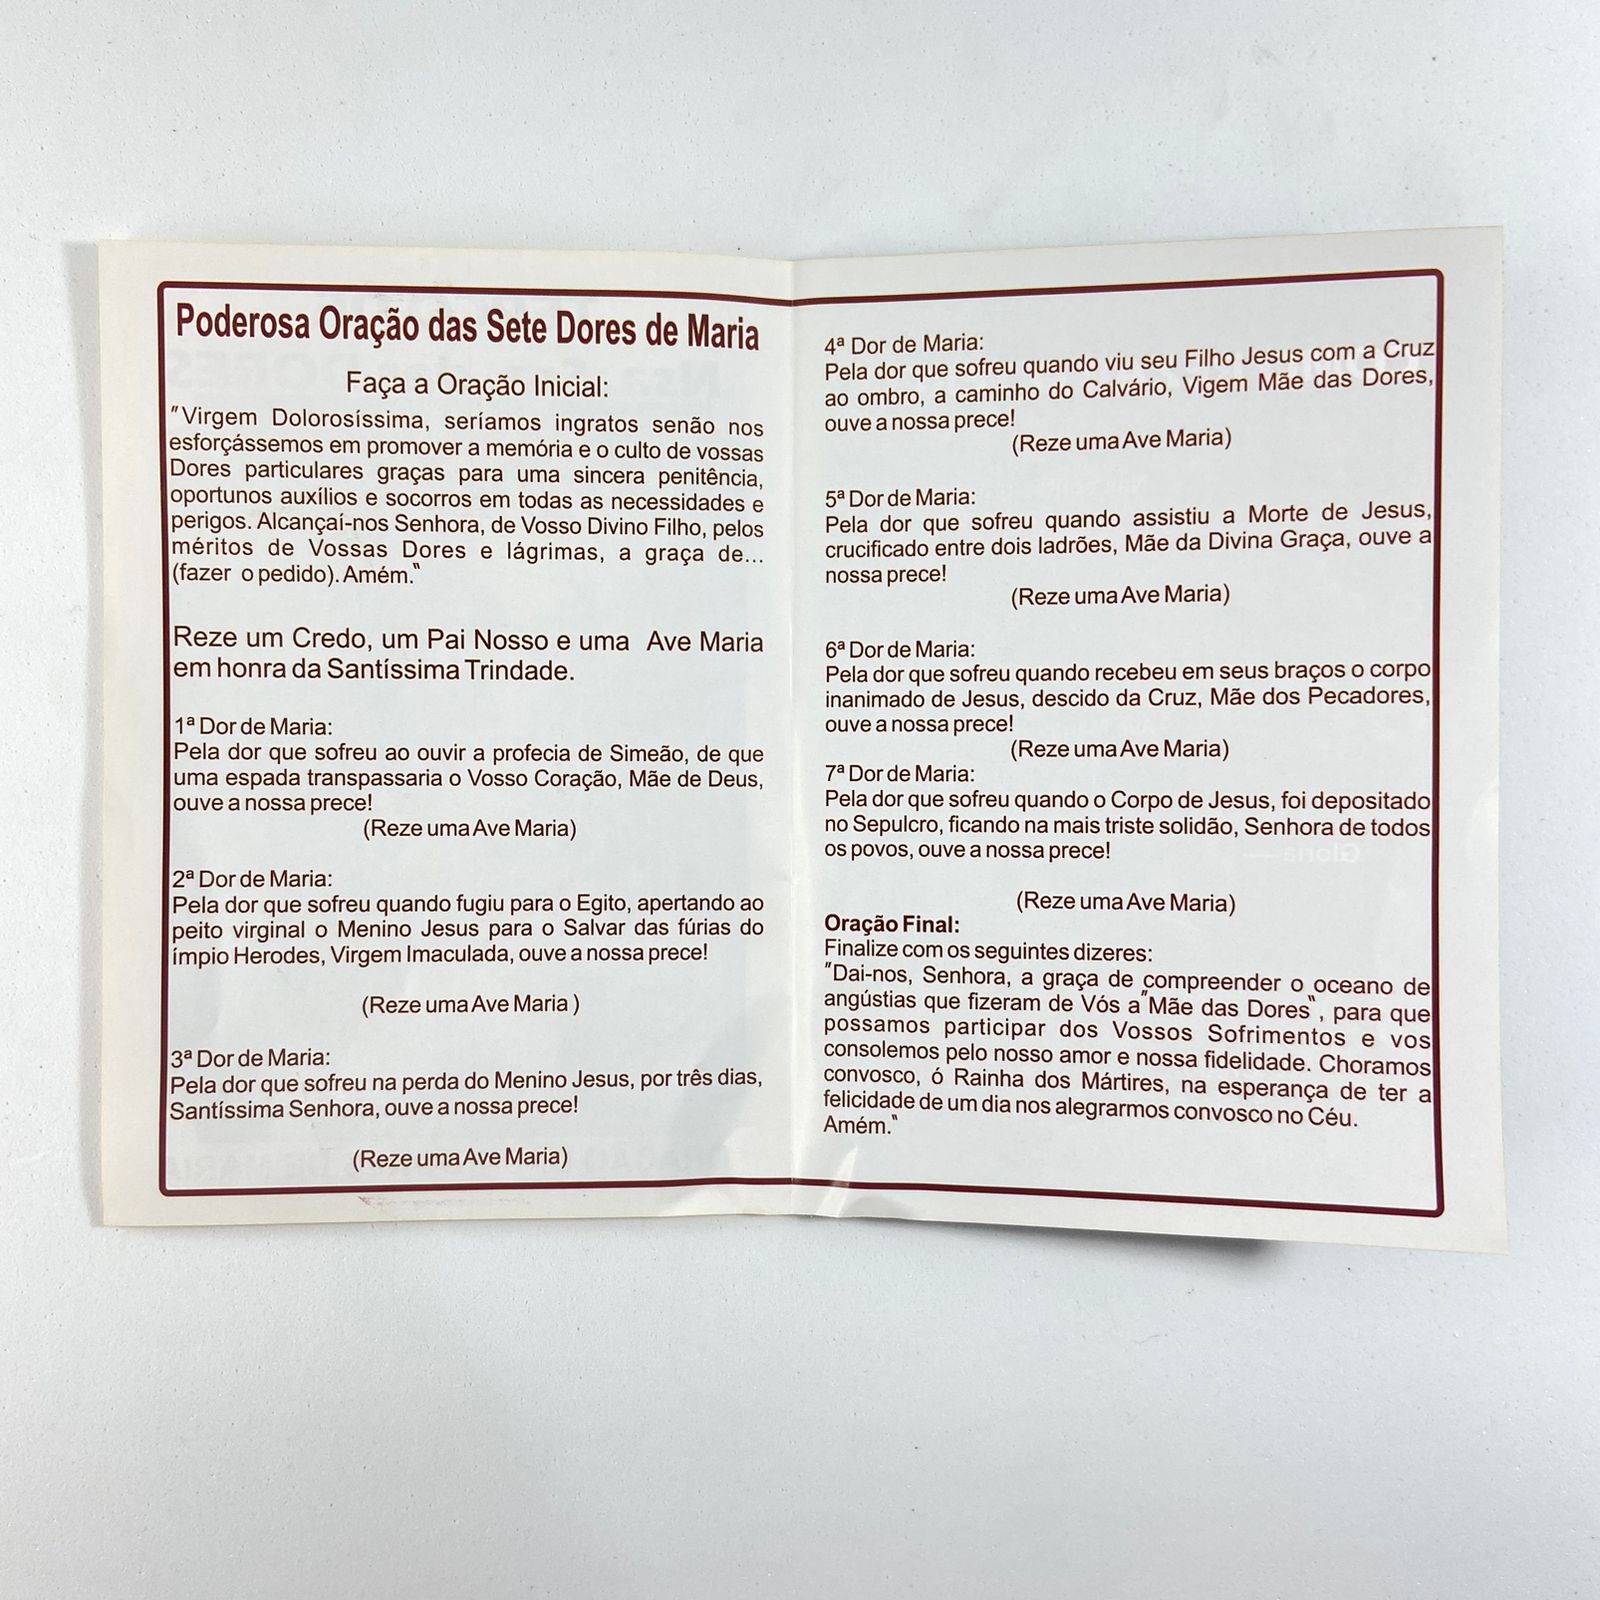 Poderosa Oração das Sete Dores de Maria
Faça a Oração Inicial:
"Virgem Dolorosíssima, seríamos ingratos senão nos
esforçássemos em promover a memória e o culto de vossas
Dores particulares graças para uma sincera penitência,
oportunos auxílios e socorros em todas as necessidades e
perigos. Alcançaí-nos Senhora, de Vosso Divino Filho, pelos
méritos de Vossas Dores e lágrimas, a graça de...
(fazer o pedido). Amém."
Reze um Credo, um Pai Nosso e uma Ave Maria
em honra da Santíssima Trindade.
1ª Dor de Maria:
Pela dor que sofreu ao ouvir a profecia de Simeão, de que
uma espada transpassaria o Vosso Coração, Mãe de Deus,
ouve a nossa prece!
(Reze uma Ave Maria)
2ª Dor de Maria:
Pela dor que sofreu quando fugiu para o Egito, apertando ao
peito virginal o Menino Jesus para o Salvar das fúrias do
ímpio Herodes, Virgem Imaculada, ouve a nossa prece!
(Reze uma Ave Maria )
3ª Dor de Maria:
Pela dor que sofreu na perda do Menino Jesus, por três dias,
Santíssima Senhora, ouve a nossa prece!
(Reze uma Ave Maria)
4ª Dor de Maria:
Pela dor que sofreu quando viu seu Filho Jesus com a Cruz
ao ombro, a caminho do Calvário, Vigem Mãe das Dores,
ouve a nossa prece!
(Reze uma Ave Maria)
5ª Dor de Maria:
Pela dor que sofreu quando assistiu a Morte de Jesus,
crucificado entre dois ladrões, Mãe da Divina Graça, ouve a
nossa prece!
(Reze uma Ave Maria)
6ª Dor de Maria:
Pela dor que sofreu quando recebeu em seus braços o corpo
inanimado de Jesus, descido da Cruz, Mãe dos Pecadores,
ouve a nossa prece!
(Reze uma Ave Maria)
7ª Dor de Maria:
Pela dor que sofreu quando o Corpo de Jesus, foi depositado
no Sepulcro, ficando na mais triste solidão, Senhora de todos
os povos, ouve a nossa prece!
(Reze uma Ave Maria)
Oração Final:
Finalize com os seguintes dizeres:
"Dai-nos, Senhora, a graça de compreender o oceano de
angústias que fizeram de Vós a "Mãe das Dores", para que
possamos participar dos Vossos Sofrimentos e vos
consolemos pelo nosso amor e nossa fidelidade. Choramos
convosco, ó Rainha dos Mártires, na esperança de ter a
felicidade de um dia nos alegrarmos convosco no Céu.
Amém."